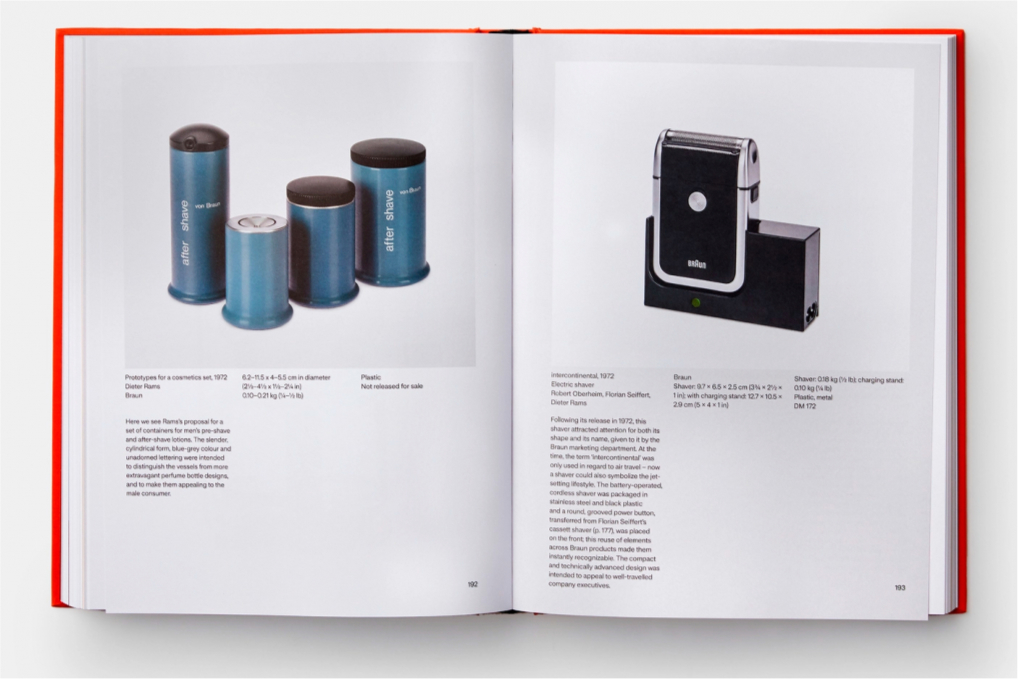 after shave
von Braun
after shave
von Braun
Prototypes for a cosmetics set, 1972
Dieter Rams
Braun
6.2–11.5 x 4–5.5 cm in diameter
(2½–4½ x 1½–2¼ in)
0.10–0.21 kg (¼–½ lb)
Plastic
Not released for sale
Here we see Rams's proposal for a
set of containers for men's pre-shave
and after-shave lotions. The slender,
cylindrical form, blue-grey colour and
unadorned lettering were intended
to distinguish the vessels from more
extravagant perfume bottle designs,
and to make them appealing to the
male consumer.
192
BRAUN
Intercontinental, 1972
Electric shaver
Robert Oberheim, Florian Seiffert,
Dieter Rams
Braun
Shaver: 9.7 × 6.5 × 2.5 cm (3¾ × 2½ ×
1 in); with charging stand: 12.7 × 10.5 ×
2.9 cm (5 × 4 × 1 in)
Shaver: 0.18 kg (½ lb); charging stand:
0.10 kg (¼ lb)
Plastic, metal
DM 172
Following its release in 1972, this
shaver attracted attention for both its
shape and its name, given to it by the
Braun marketing department. At the
time, the term 'intercontinental' was
only used in regard to air travel – now
a shaver could also symbolize the jet-
setting lifestyle. The battery-operated,
cordless shaver was packaged in
stainless steel and black plastic
and a round, grooved power button,
transferred from Florian Seiffert's
cassett shaver (p. 177), was placed
on the front; this reuse of elements
across Braun products made them
instantly recognizable. The compact
and technically advanced design was
intended to appeal to well-travelled
company executives.
193